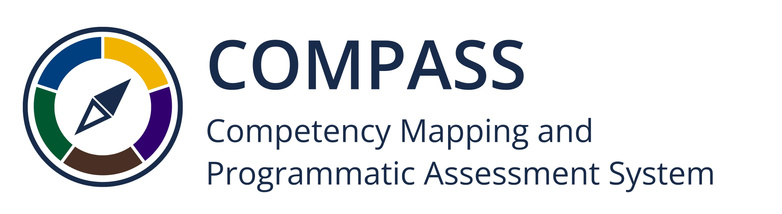 COMPASS
Competency Mapping and
Programmatic Assessment System